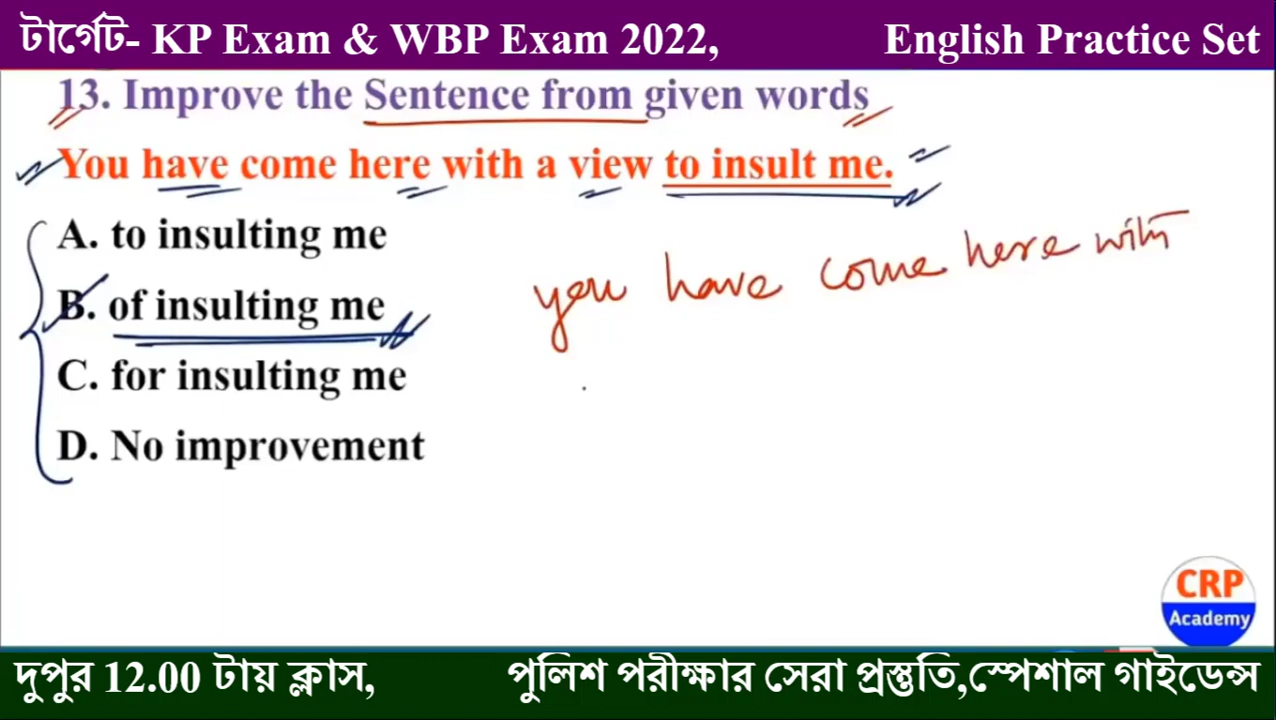 টার্গেট- KP Exam & WBP Exam 2022, English Practice Set
13. Improve the Sentence from given words
You have come here with a view to insult me.
A. to insulting me
B. of insulting me
C. for insulting me
D. No improvement
you have come here with
CRP
Academy
দুপুর 12.00 টায় ক্লাস, পুলিশ পরীক্ষার সেরা প্রস্তুতি,স্পেশাল গাইডেন্স